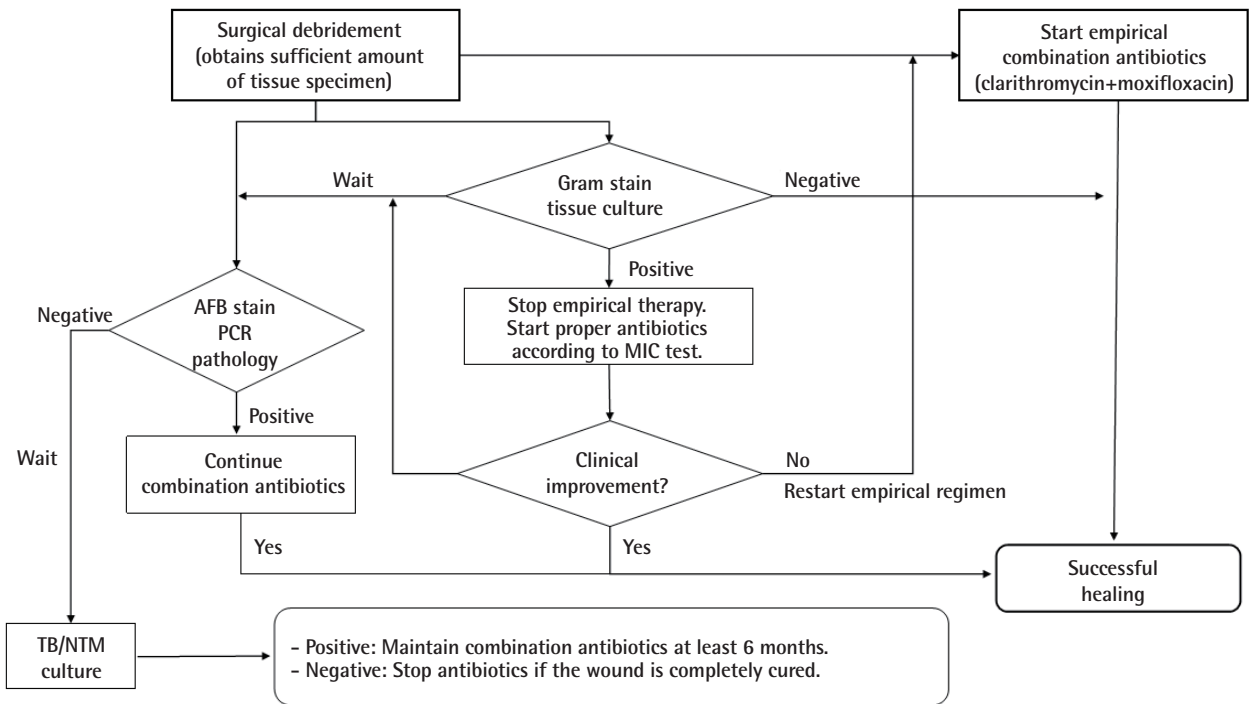 Surgical debridement
(obtains sufficient amount
of tissue specimen)
Start empirical
combination antibiotics
(clarithromycin+moxifloxacin)
Wait
Gram stain
tissue culture
Negative
Positive
Negative
AFB stain
PCR
pathology
Stop empirical therapy.
Start proper antibiotics
according to MIC test.
Positive
Wait
Continue
combination antibiotics
Clinical
improvement?
No
Restart empirical regimen
Yes
Yes
Successful
healing
TB/NTM
culture
- Positive: Maintain combination antibiotics at least 6 months.
- Negative: Stop antibiotics if the wound is completely cured.